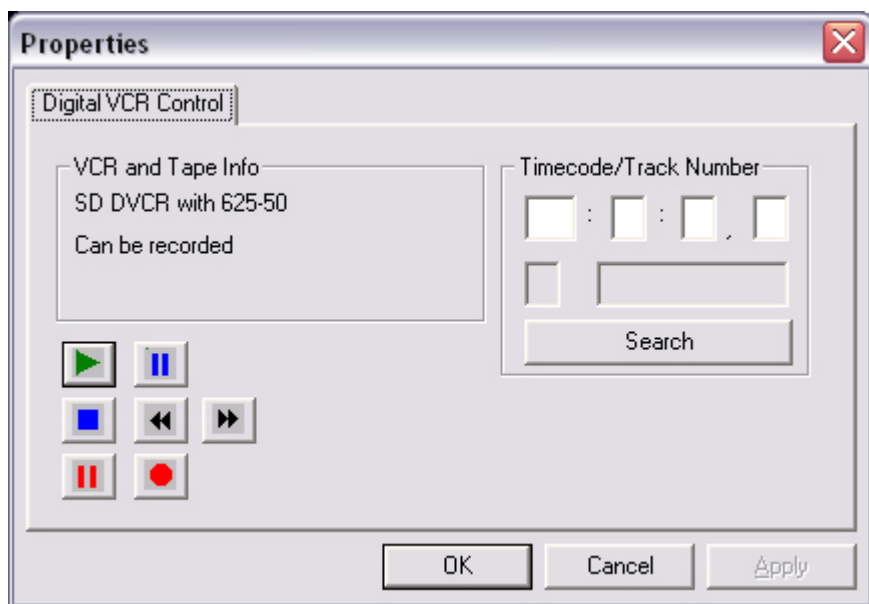 Properties
Digital VCR Control
VCR and Tape Info
SD DVCR with 625-50
Can be recorded
Timecode/Track Number
: : ,
Search
OK Cancel Apply